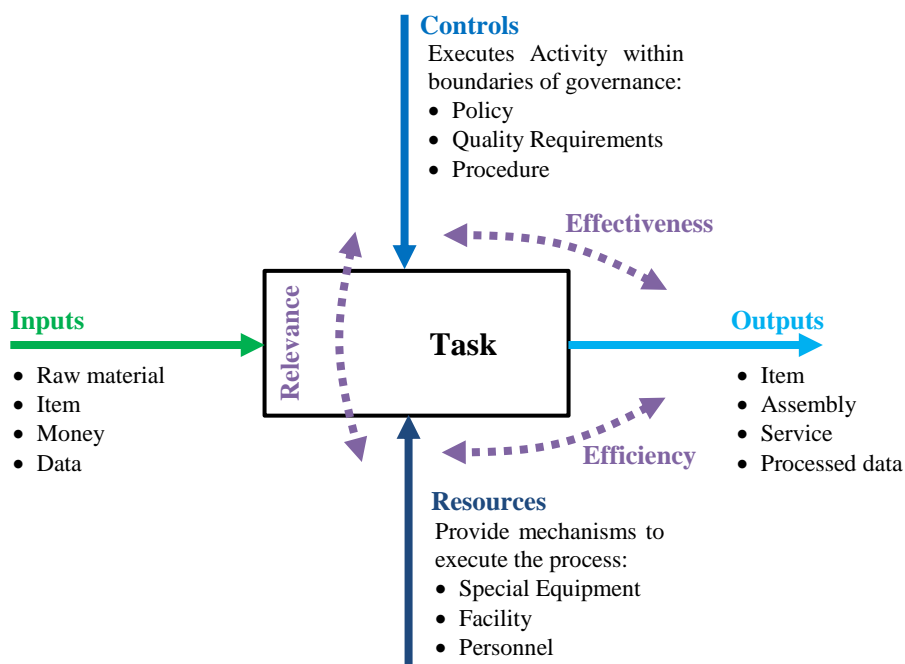 Controls
Executes Activity within
boundaries of governance:
• Policy
• Quality Requirements
• Procedure
Effectiveness
Inputs
• Raw material
• Item
• Money
• Data
Relevance
Task
Outputs
• Item
• Assembly
• Service
• Processed data
Efficiency
Resources
Provide mechanisms to
execute the process:
• Special Equipment
• Facility
• Personnel